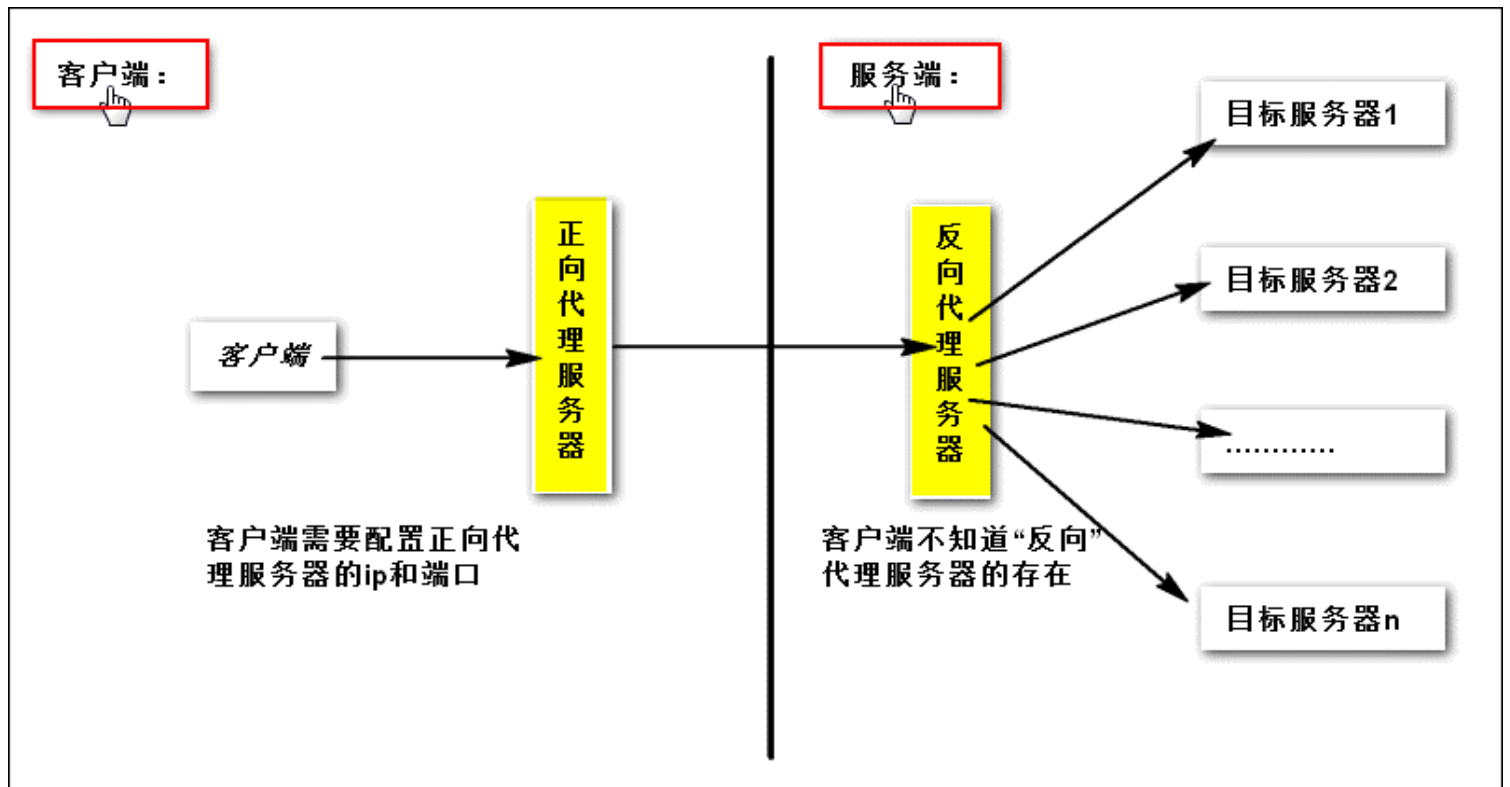 客户端：
服务端：
目标服务器1
正向代理服务器
反向代理服务器
目标服务器2
客户端
............
客户端需要配置正向代
理服务器的ip和端口
客户端不知道“反向”
代理服务器的存在
目标服务器n